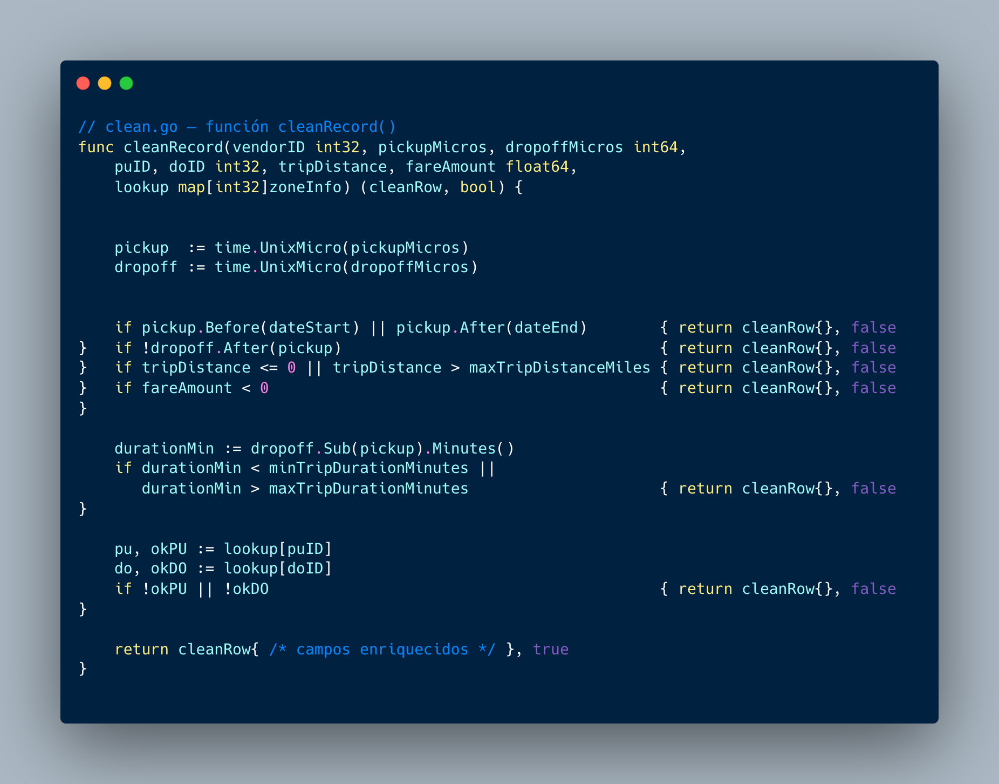 // clean.go — función cleanRecord()
func cleanRecord(vendorID int32, pickupMicros, dropoffMicros int64,
    puID, doID int32, tripDistance, fareAmount float64,
    lookup map[int32]zoneInfo) (cleanRow, bool) {
    pickup  := time.UnixMicro(pickupMicros)
    dropoff := time.UnixMicro(dropoffMicros)
    if pickup.Before(dateStart) || pickup.After(dateEnd)        { return cleanRow{}, false
}   if !dropoff.After(pickup)                                   { return cleanRow{}, false
}   if tripDistance <= 0 || tripDistance > maxTripDistanceMiles { return cleanRow{}, false
}   if fareAmount < 0                                           { return cleanRow{}, false
}
    durationMin := dropoff.Sub(pickup).Minutes()
    if durationMin < minTripDurationMinutes ||
       durationMin > maxTripDurationMinutes                     { return cleanRow{}, false
}
    pu, okPU := lookup[puID]
    do, okDO := lookup[doID]
    if !okPU || !okDO                                           { return cleanRow{}, false
}
    return cleanRow{ /* campos enriquecidos */ }, true
}